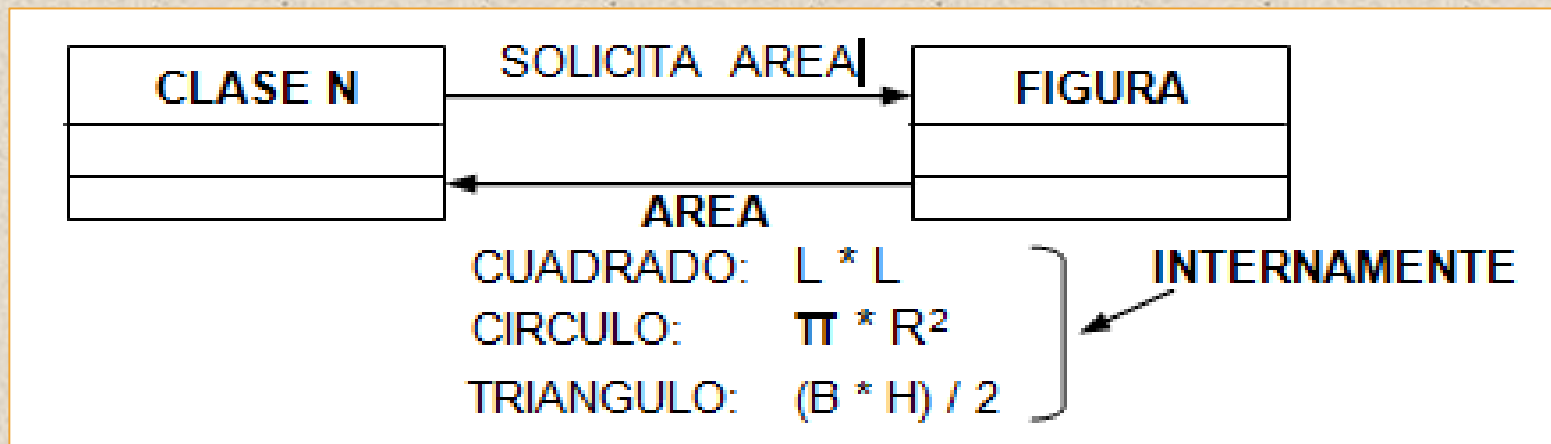 CLASE N
SOLICITA AREA
FIGURA
AREA
CUADRADO: L * L
CIRCULO: π * R²
TRIANGULO: (B * H) / 2
INTERNAMENTE